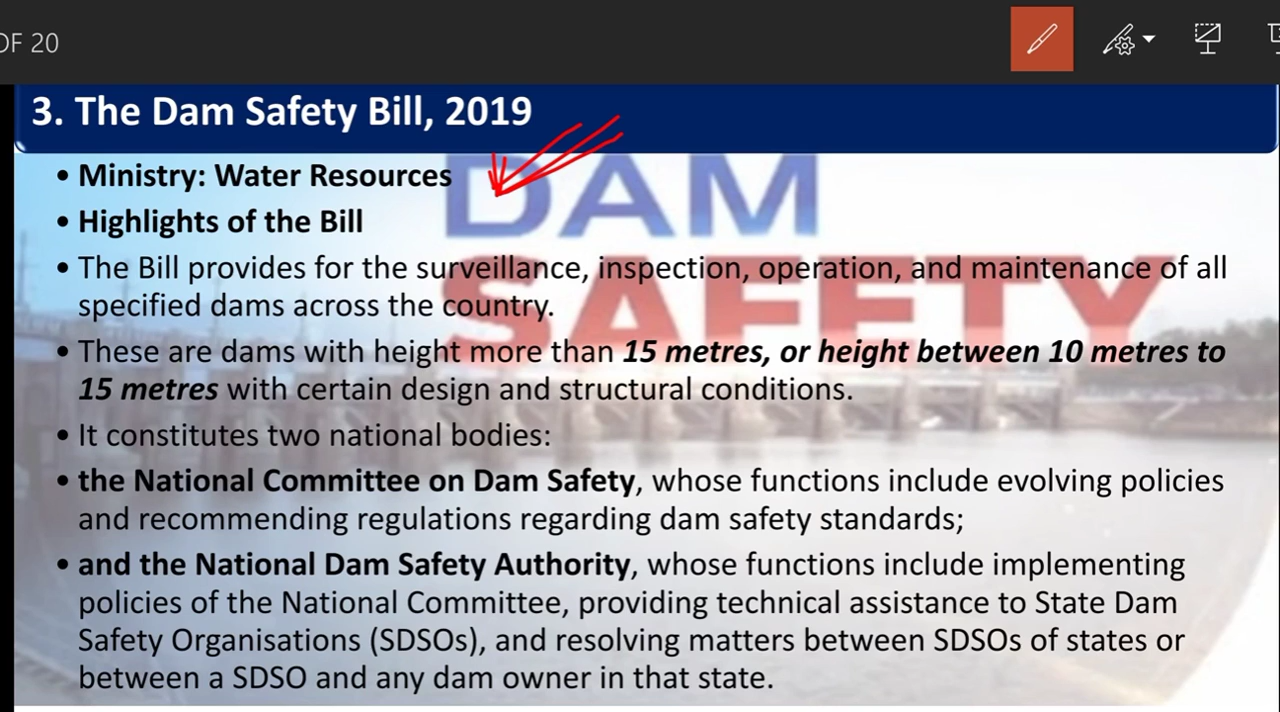 OF 20
3. The Dam Safety Bill, 2019
• Ministry: Water Resources
• Highlights of the Bill
• The Bill provides for the surveillance, inspection, operation, and maintenance of all
specified dams across the country.
• These are dams with height more than 15 metres, or height between 10 metres to
15 metres with certain design and structural conditions.
• It constitutes two national bodies:
• the National Committee on Dam Safety, whose functions include evolving policies
and recommending regulations regarding dam safety standards;
• and the National Dam Safety Authority, whose functions include implementing
policies of the National Committee, providing technical assistance to State Dam
Safety Organisations (SDSOs), and resolving matters between SDSOs of states or
between a SDSO and any dam owner in that state.
DAM
SAFETY